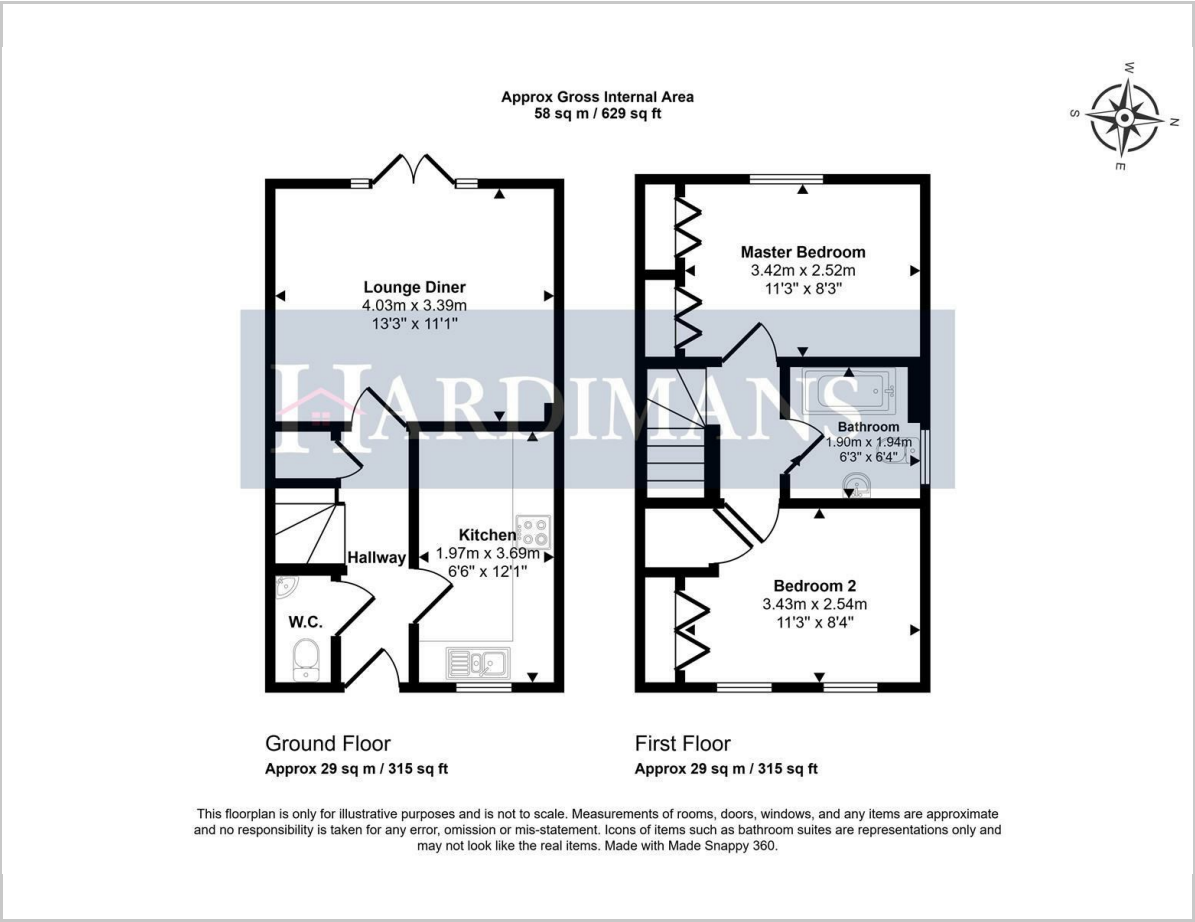 Approx Gross Internal Area
58 sq m / 629 sq ft
W
S
N
E
Lounge Diner
4.03m x 3.39m
13'3" x 11'1"
Master Bedroom
3.42m x 2.52m
11'3" x 8'3"
HARDIMANS
Bathroom
1.90m x 1.94m
6'3" x 6'4"
Kitchen
1.97m x 3.69m
6'6" x 12'1"
Hallway
W.C.
Bedroom 2
3.43m x 2.54m
11'3" x 8'4"
Ground Floor
Approx 29 sq m / 315 sq ft
First Floor
Approx 29 sq m / 315 sq ft
This floorplan is only for illustrative purposes and is not to scale. Measurements of rooms, doors, windows, and any items are approximate
and no responsibility is taken for any error, omission or mis-statement. Icons of items such as bathroom suites are representations only and
may not look like the real items. Made with Made Snappy 360.